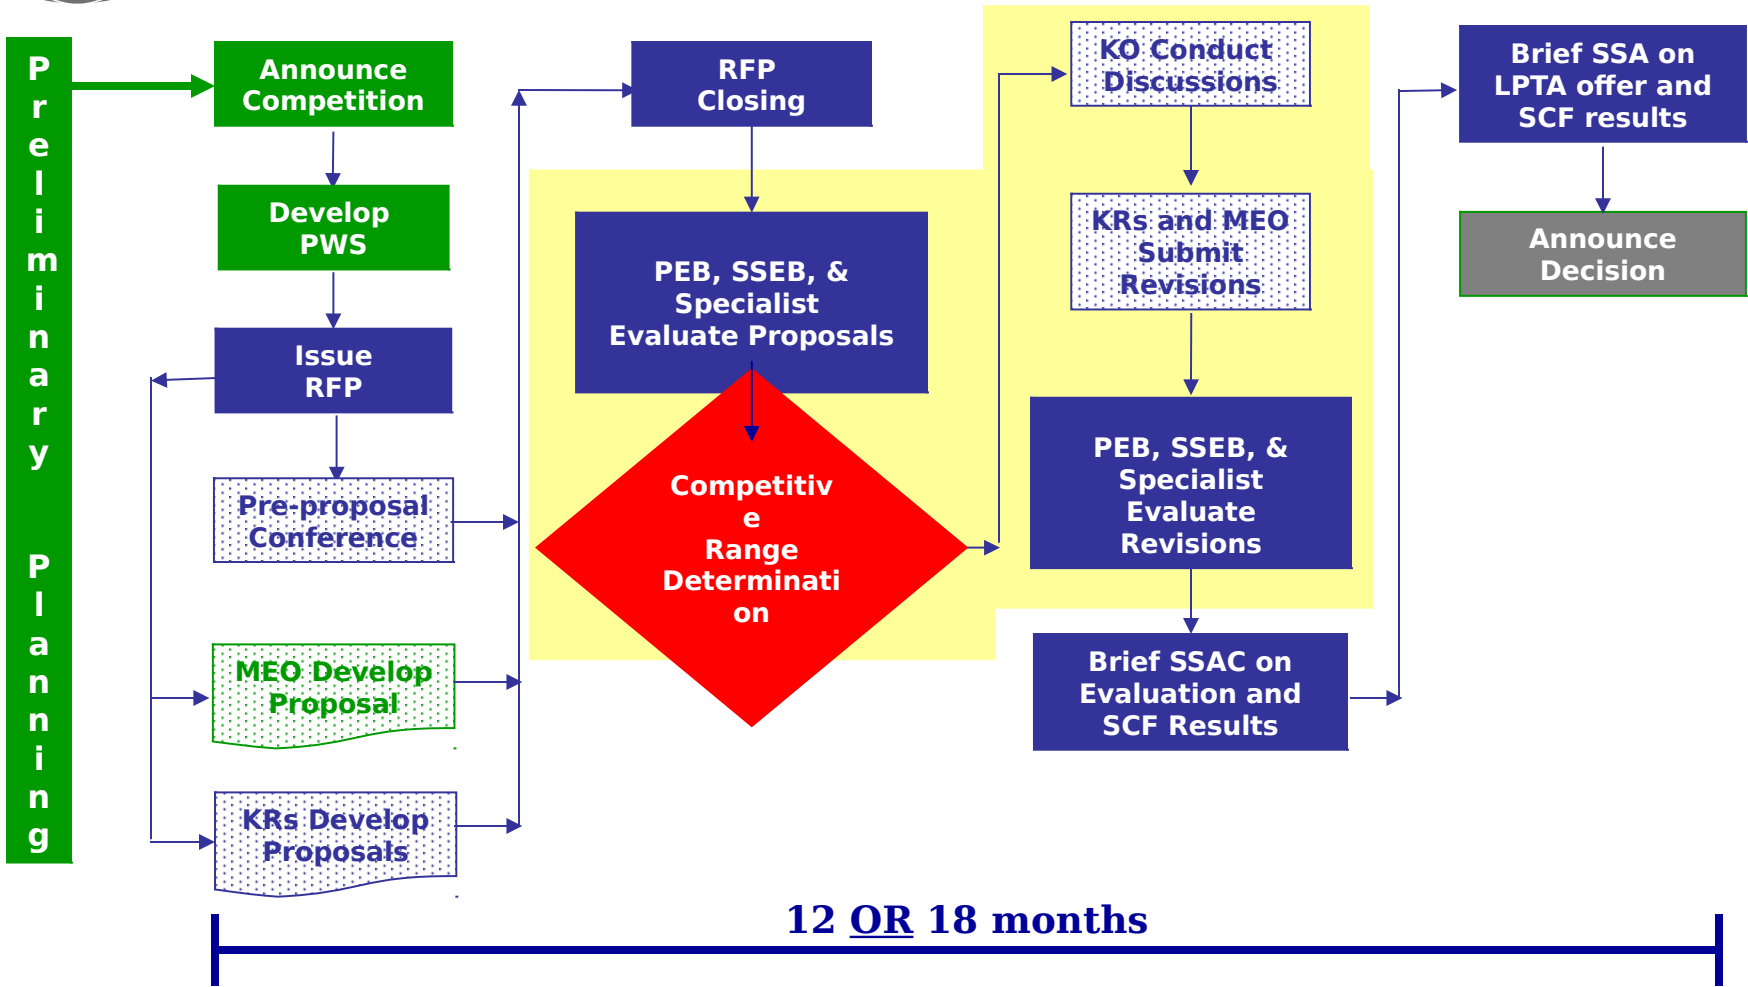 Preliminary
Planning
Announce
Competition
Develop
PWS
Issue
RFP
Pre-proposal
Conference
MEO Develop
Proposal
KRs Develop
Proposals
RFP
Closing
PEB, SSEB, &
Specialist
Evaluate Proposals
Competitiv
e
Range
Determinati
on
KO Conduct
Discussions
KRs and MEO
Submit
Revisions
PEB, SSEB, &
Specialist
Evaluate
Revisions
Brief SSAC on
Evaluation and
SCF Results
Brief SSA on
LPTA offer and
SCF results
Announce
Decision
12 OR 18 months